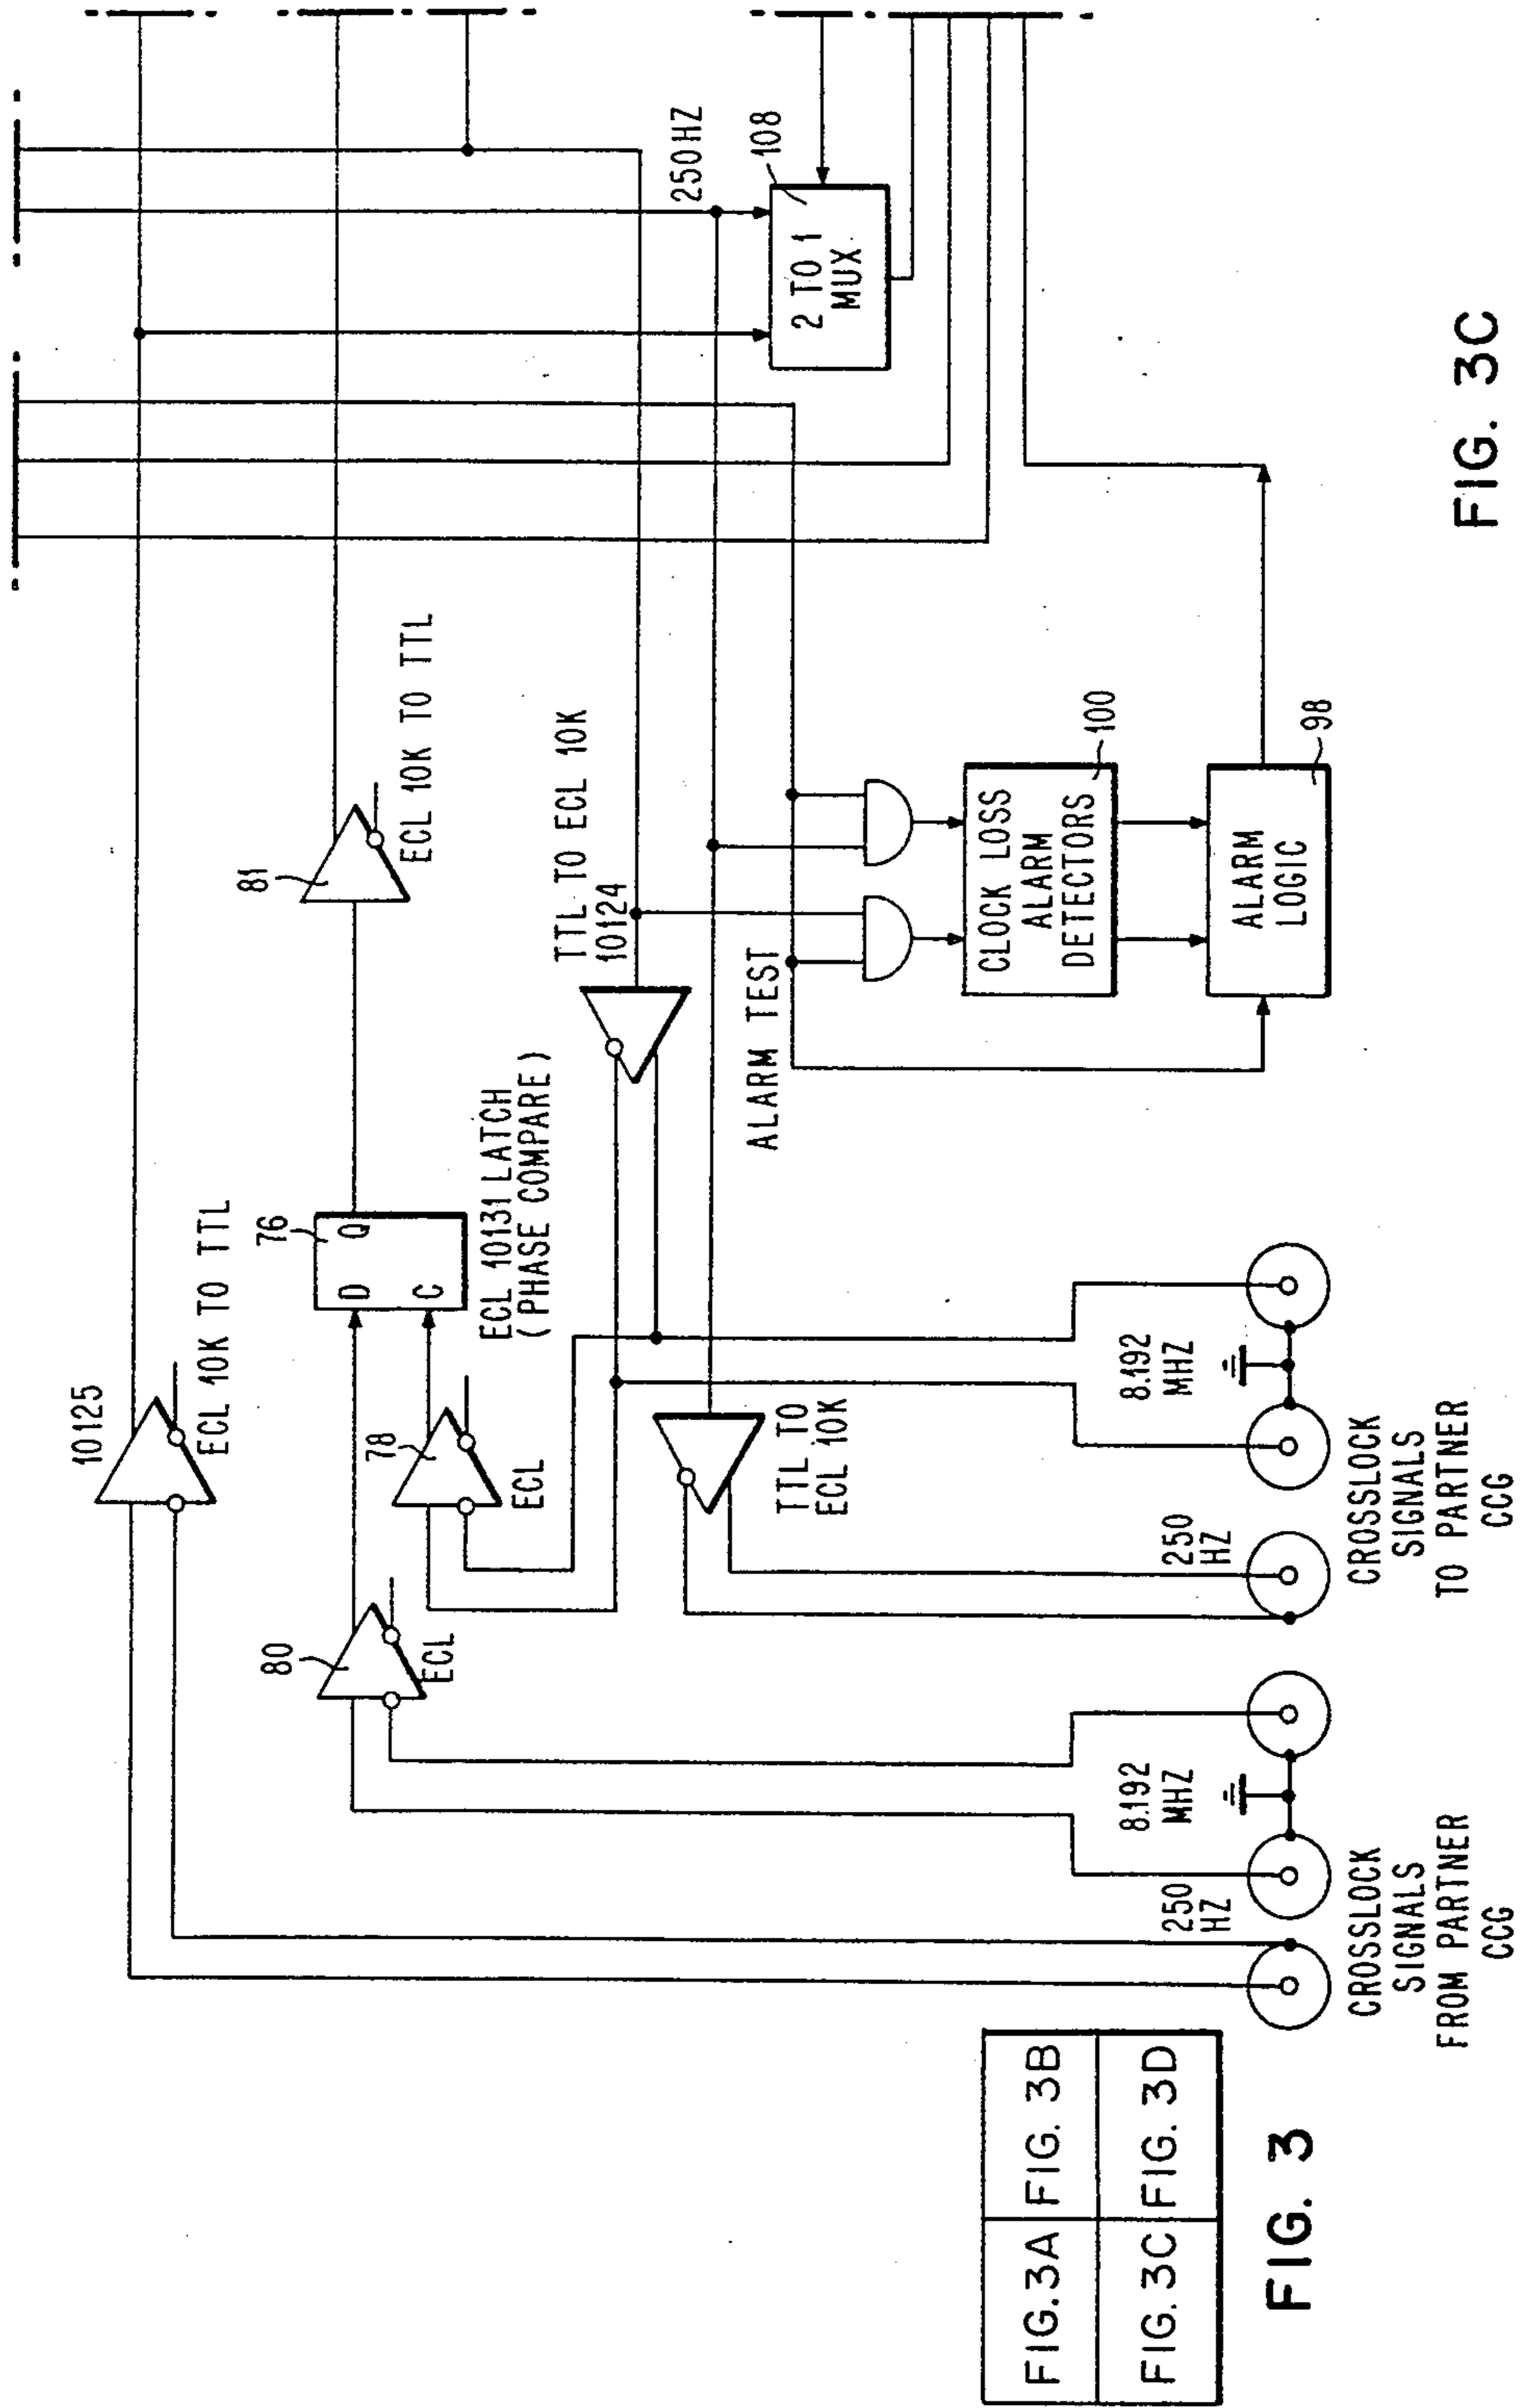 10125
ECL 10K TO TTL
80
ECL
78
ECL
76
D
Q
C
ECL 10131 LATCH
(PHASE COMPARE)
81
ECL 10K TO TTL
TTL TO ECL 10K
10124
TTL TO
ECL 10K
ALARM TEST
250HZ
2 TO 1
MUX
108
CLOCK LOSS
ALARM
DETECTORS
100
ALARM
LOGIC
98
250
HZ
8.192
MHZ
CROSSLOCK
SIGNALS
FROM PARTNER
CCG
250
HZ
8.192
MHZ
CROSSLOCK
SIGNALS
TO PARTNER
CCG
FIG.3A
FIG. 3B
FIG. 3C
FIG. 3D
FIG. 3
FIG. 3C